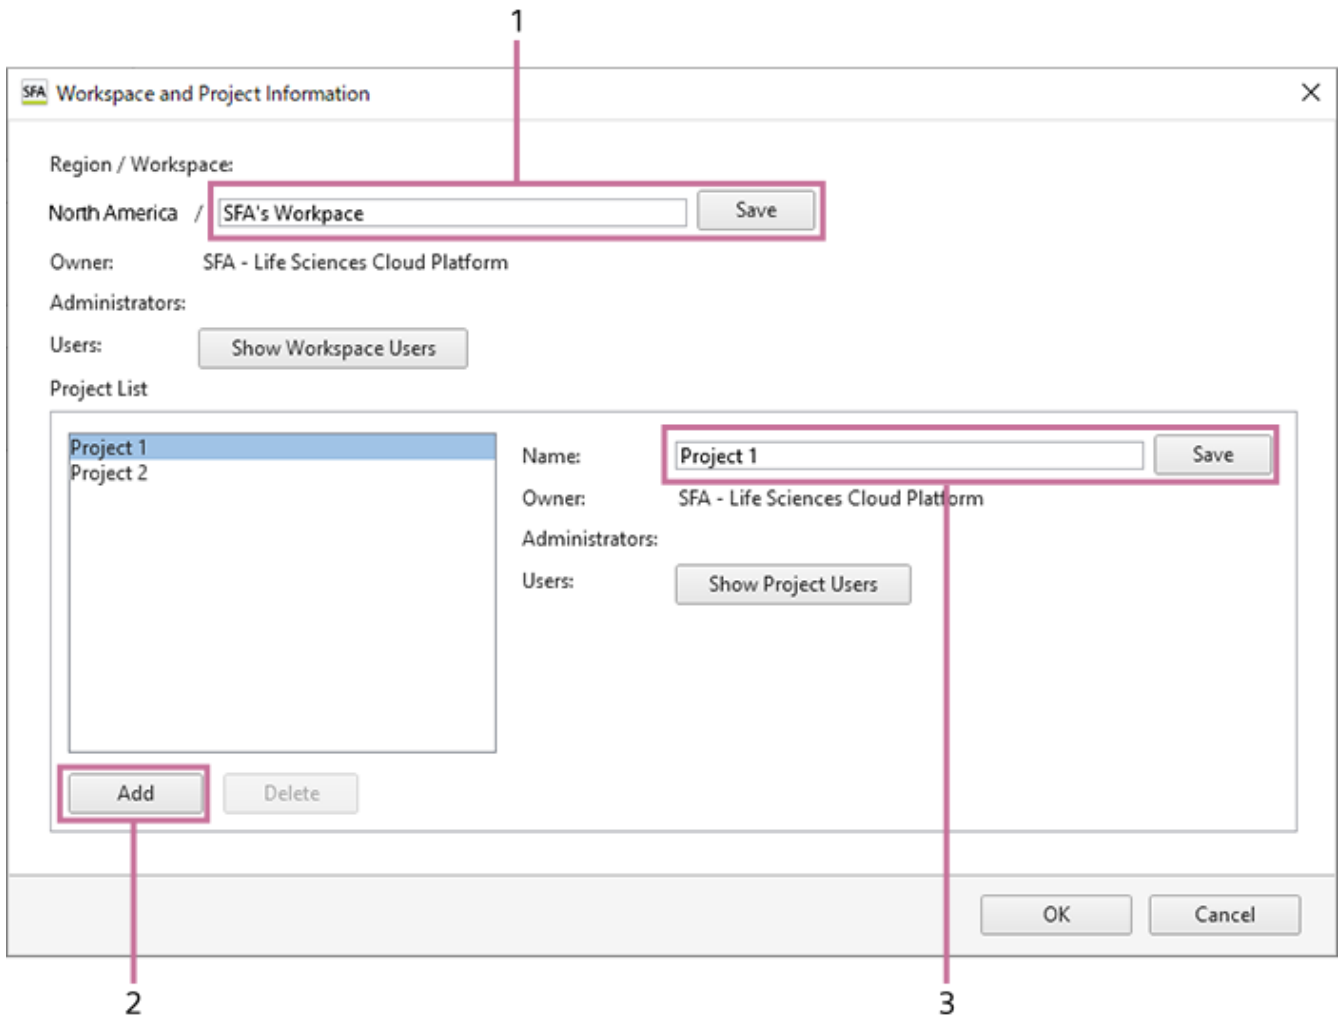 1
SFA Workspace and Project Information
Region / Workspace:
North America / SFA's Workpace Save
Owner: SFA - Life Sciences Cloud Platform
Administrators:
Users: Show Workspace Users
Project List
Project 1
Project 2
Name: Project 1 Save
Owner: SFA - Life Sciences Cloud Platform
Administrators:
Users: Show Project Users
Add Delete
OK Cancel
2 3